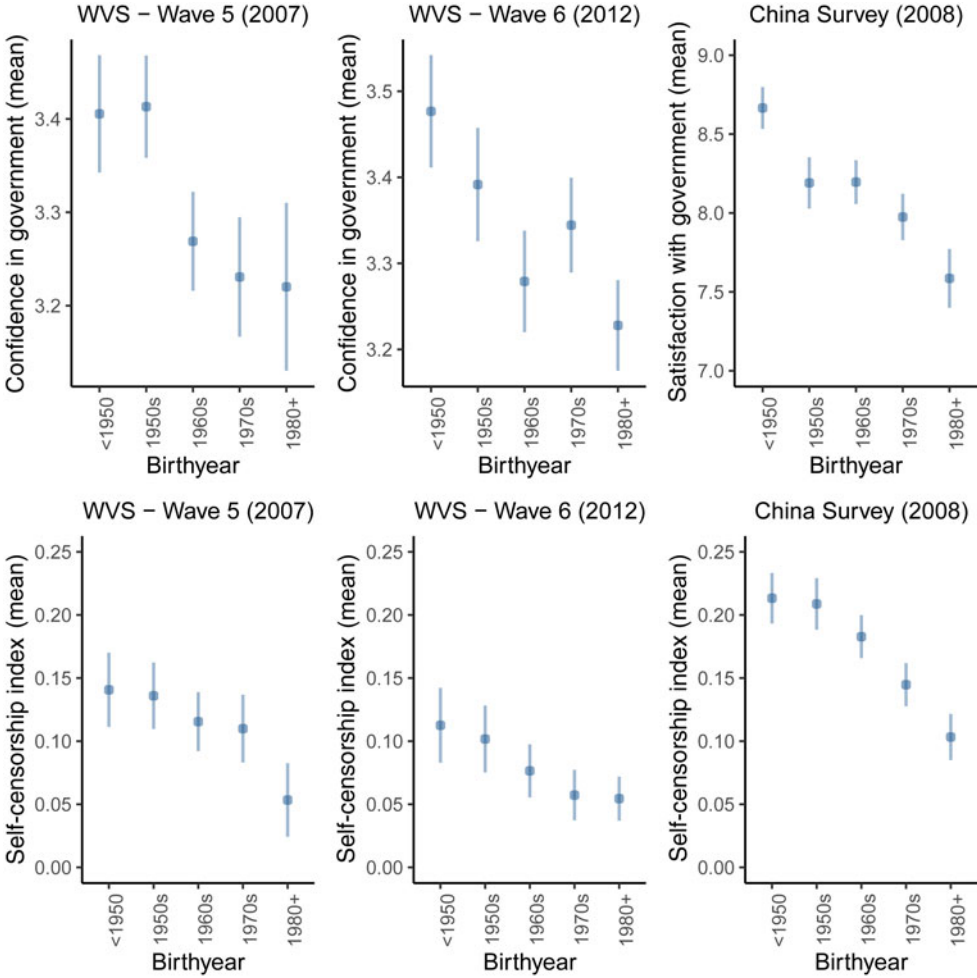 WVS – Wave 5 (2007)
Confidence in government (mean)
3.4
3.3
3.2
<1950
1950s
1960s
1970s
1980+
Birthyear
WVS – Wave 6 (2012)
Confidence in government (mean)
3.5
3.4
3.3
3.2
<1950
1950s
1960s
1970s
1980+
Birthyear
China Survey (2008)
Satisfaction with government (mean)
9.0
8.5
8.0
7.5
7.0
<1950
1950s
1960s
1970s
1980+
Birthyear
WVS – Wave 5 (2007)
Self-censorship index (mean)
0.25
0.20
0.15
0.10
0.05
0.00
<1950
1950s
1960s
1970s
1980+
Birthyear
WVS – Wave 6 (2012)
Self-censorship index (mean)
0.25
0.20
0.15
0.10
0.05
0.00
<1950
1950s
1960s
1970s
1980+
Birthyear
China Survey (2008)
Self-censorship index (mean)
0.25
0.20
0.15
0.10
0.05
0.00
<1950
1950s
1960s
1970s
1980+
Birthyear